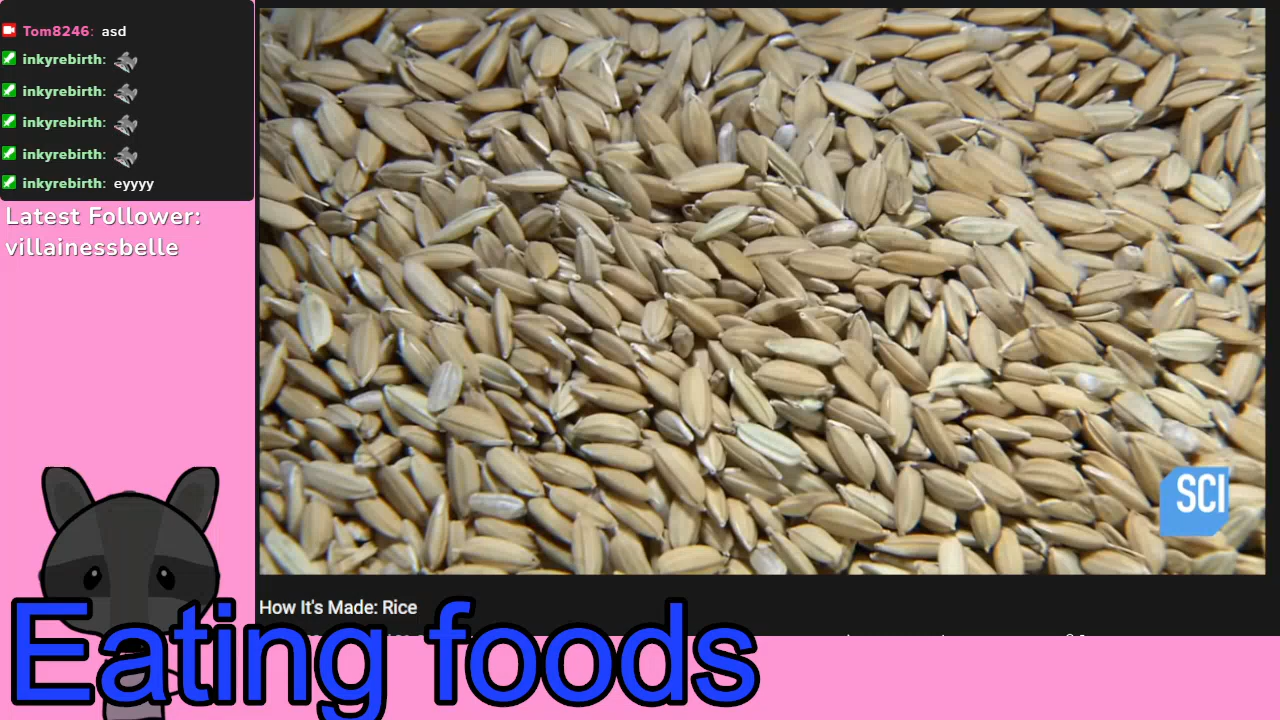 Tom8246: asd
inkyrebirth:
inkyrebirth:
inkyrebirth:
inkyrebirth:
inkyrebirth: eyyyy
Latest Follower:
villainessbelle
SCI
How It's Made: Rice
Eating foods